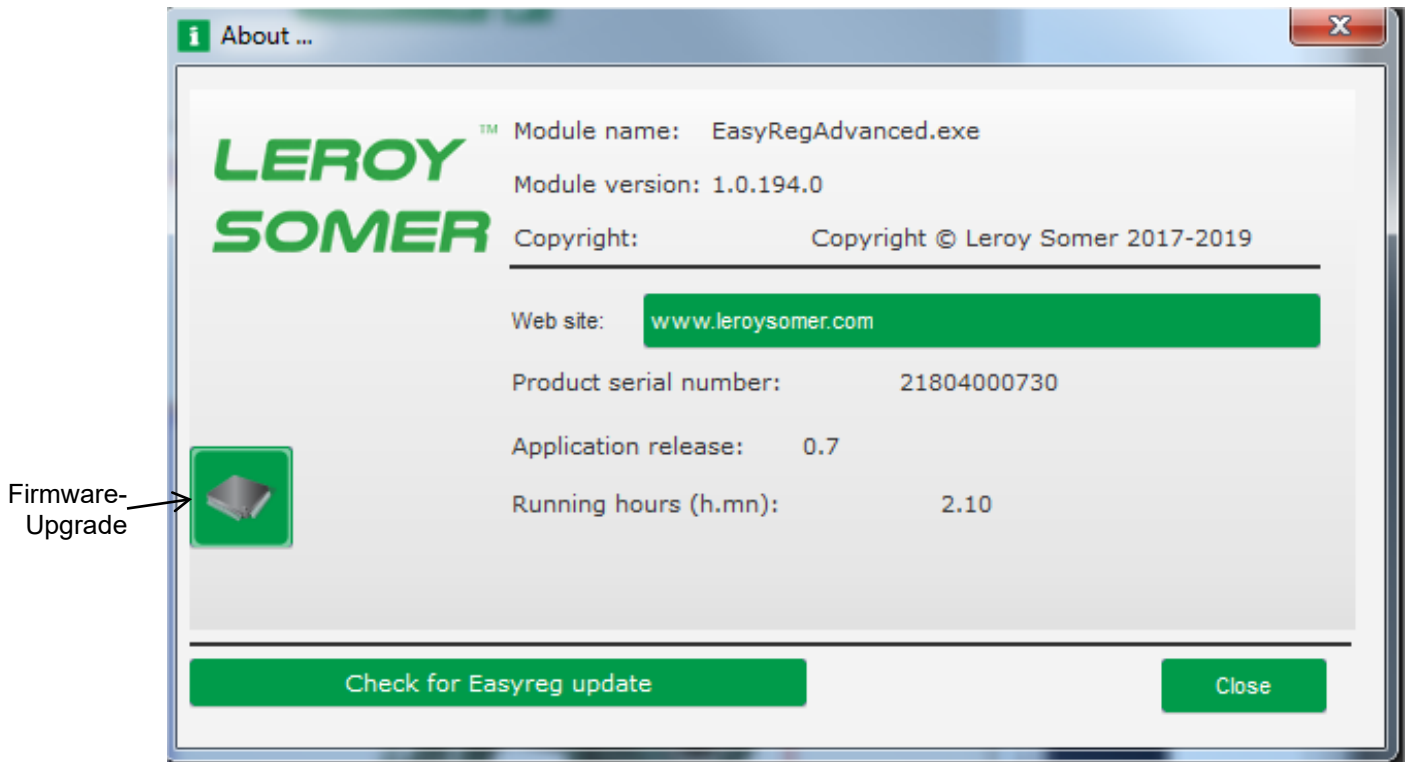 About ...
LEROY
SOMER
™
Module name: EasyRegAdvanced.exe
Module version: 1.0.194.0
Copyright: Copyright © Leroy Somer 2017-2019
Web site: www.leroysomer.com
Product serial number: 21804000730
Application release: 0.7
Running hours (h.mn): 2.10
Firmware-
Upgrade
Check for Easyreg update
Close